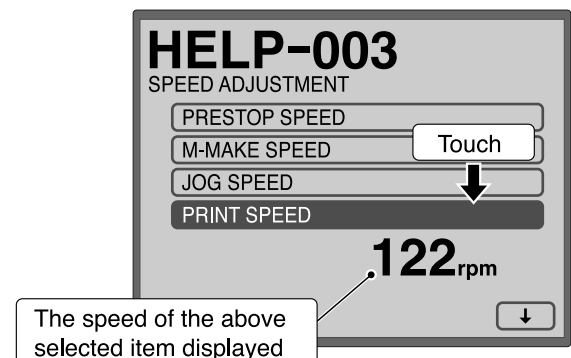 HELP-003
SPEED ADJUSTMENT
PRESTOP SPEED
M-MAKE SPEED
Touch
JOG SPEED
PRINT SPEED
122rpm
↓
The speed of the above
selected item displayed